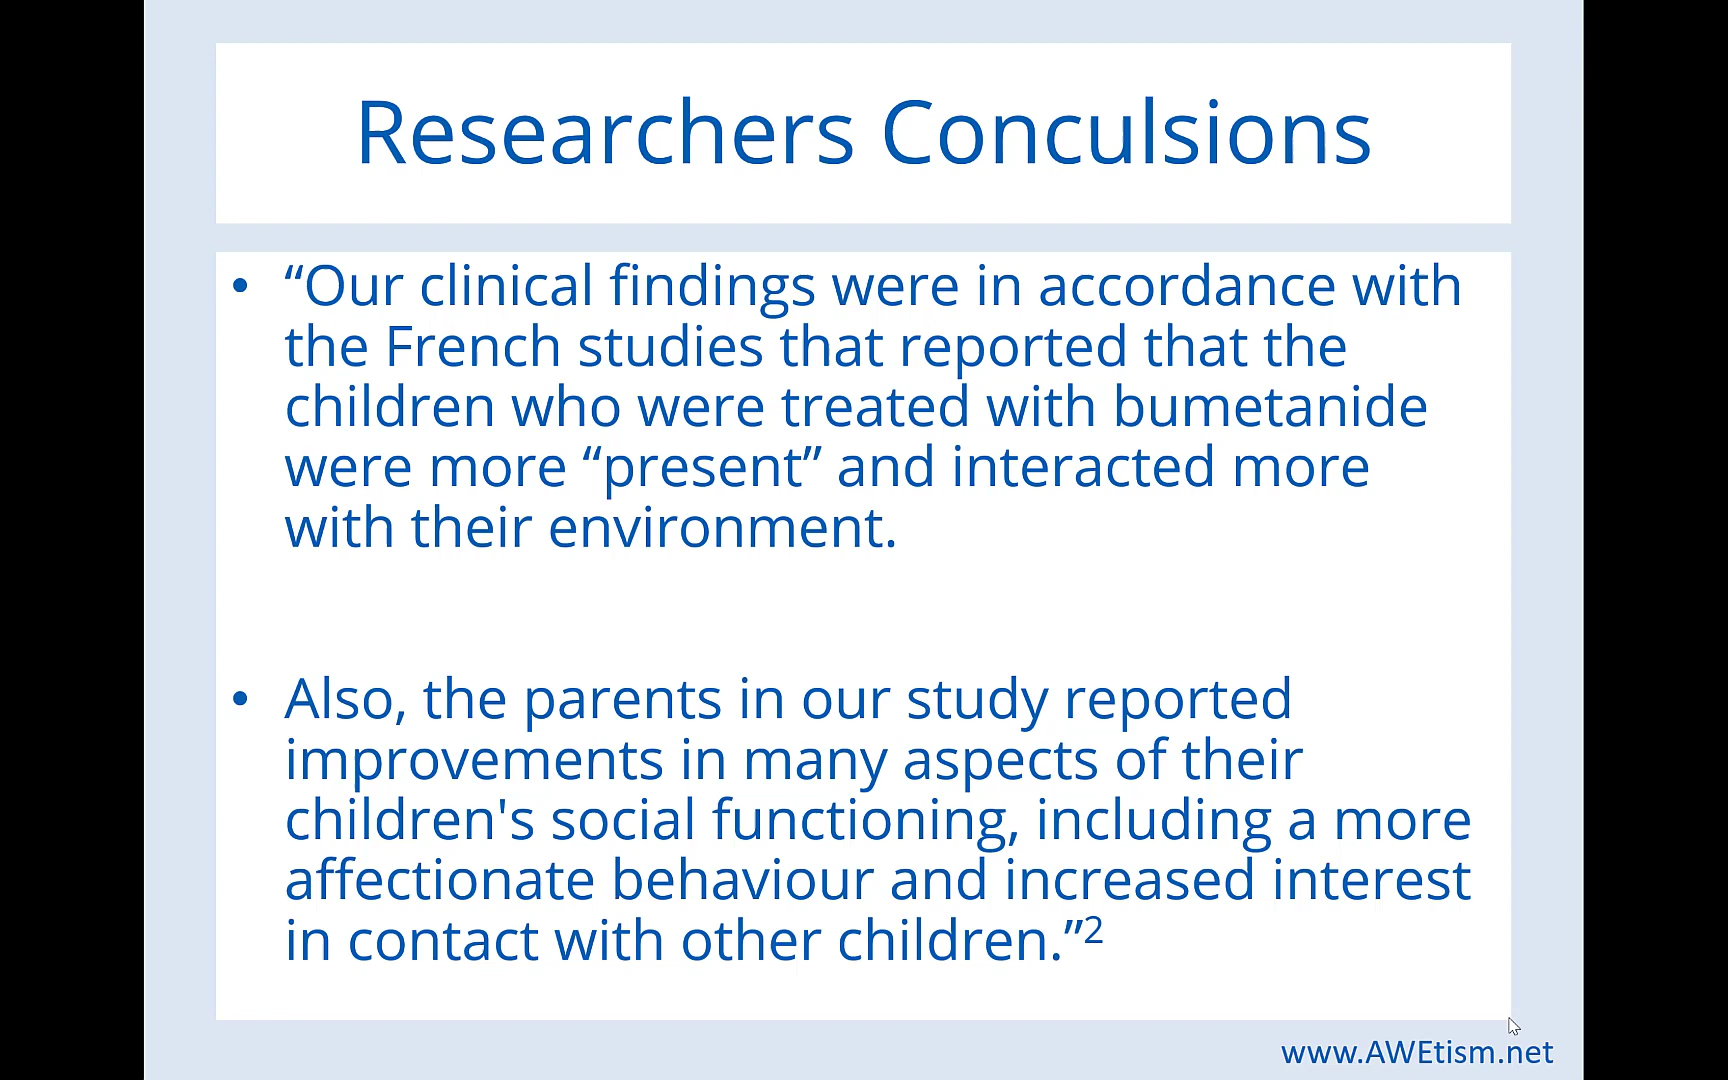 Researchers Conculsions
• “Our clinical findings were in accordance with
the French studies that reported that the
children who were treated with bumetanide
were more “present” and interacted more
with their environment.
• Also, the parents in our study reported
improvements in many aspects of their
children's social functioning, including a more
affectionate behaviour and increased interest
in contact with other children.”2
www.AWEtism.net